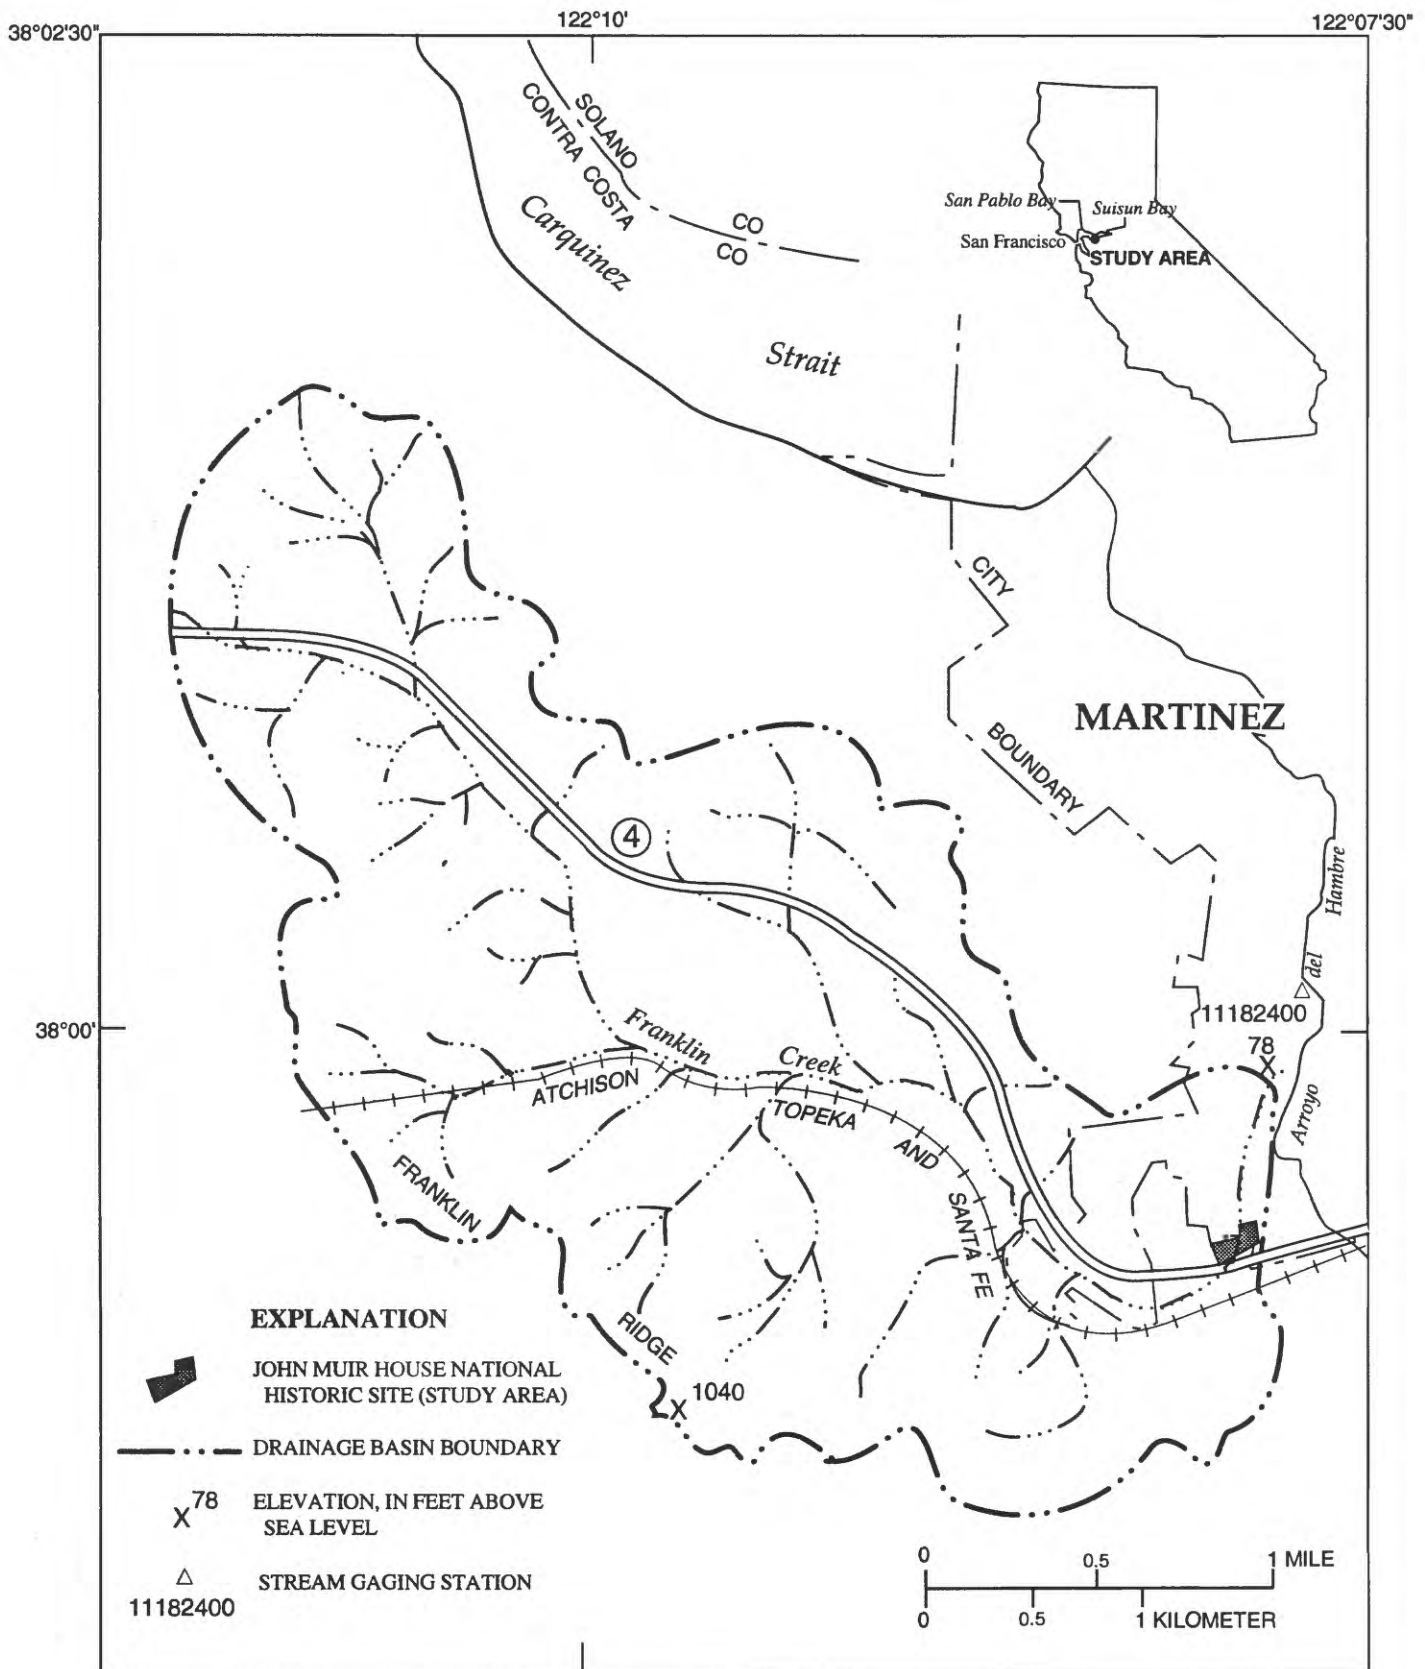 38°02'30"
122°10'
122°07'30"
SOLANO
CONTRA COSTA
CO
CO
Carquinez
Strait
San Pablo Bay
Suisun Bay
San Francisco
STUDY AREA
CITY
BOUNDARY
MARTINEZ
4
Arroyo del Hambre
11182400
78
38°00'
Franklin Creek
ATCHISON TOPEKA AND SANTA FE
FRANKLIN RIDGE
1040
EXPLANATION
JOHN MUIR HOUSE NATIONAL
HISTORIC SITE (STUDY AREA)
DRAINAGE BASIN BOUNDARY
X 78
ELEVATION, IN FEET ABOVE
SEA LEVEL
11182400
STREAM GAGING STATION
0 0.5 1 MILE
0 0.5 1 KILOMETER